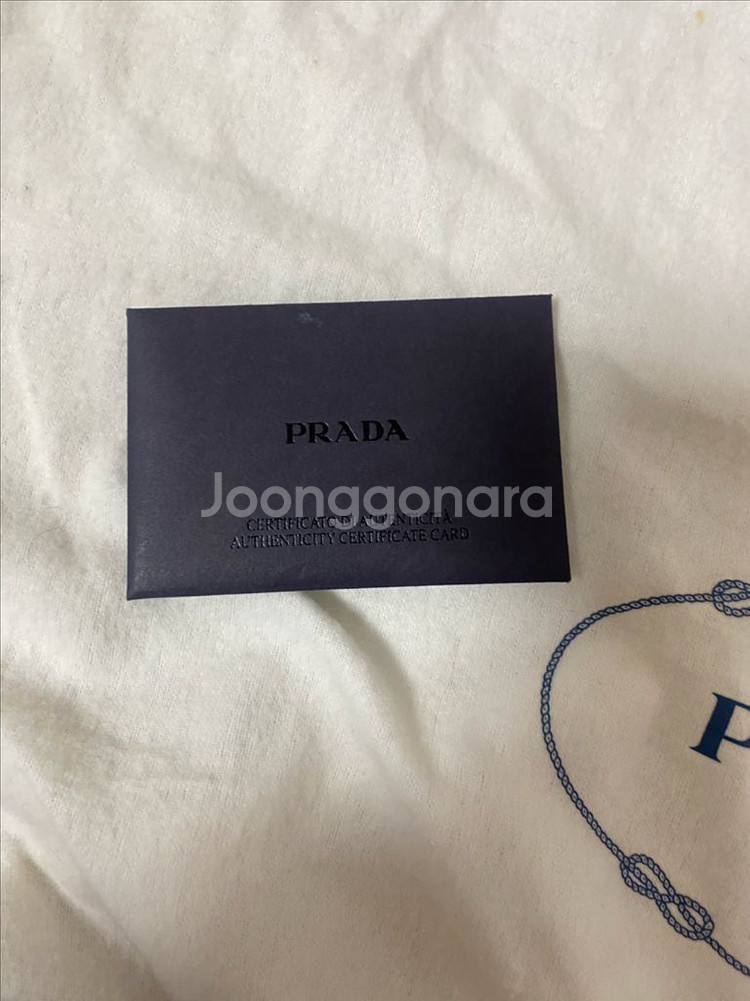 PRADA
Joonggonara
CERTIFICATO DI AUTENTICITÀ
AUTHENTICITY CERTIFICATE CARD
P